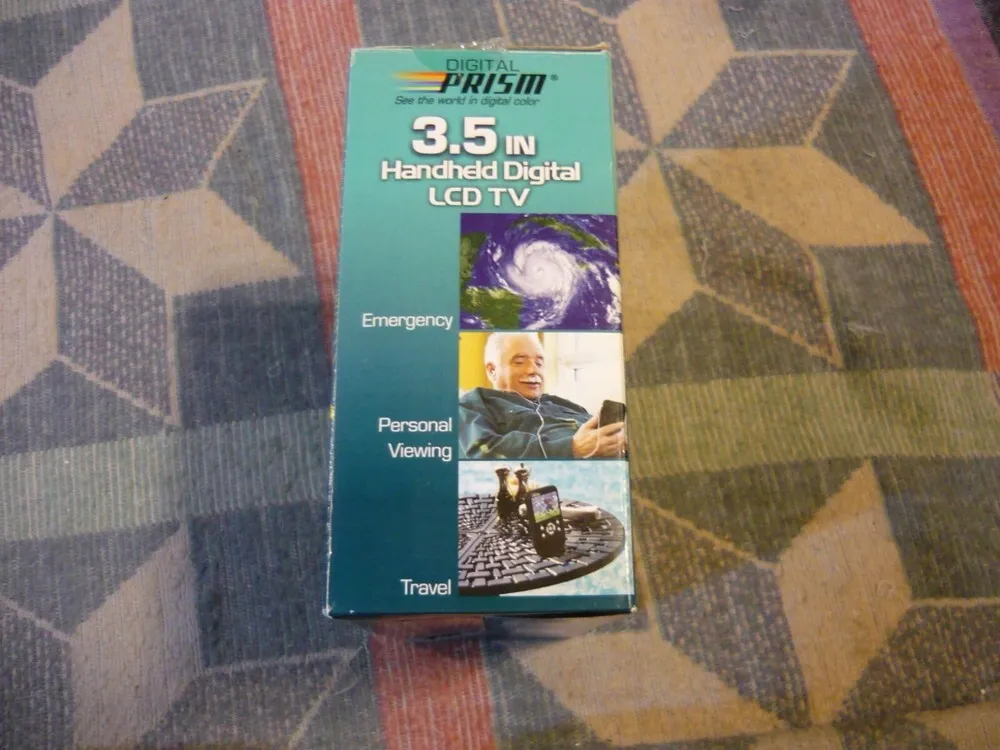 DIGITAL
PRISM®
See the world in digital color
3.5 IN
Handheld Digital
LCD TV
Emergency
Personal
Viewing
Travel